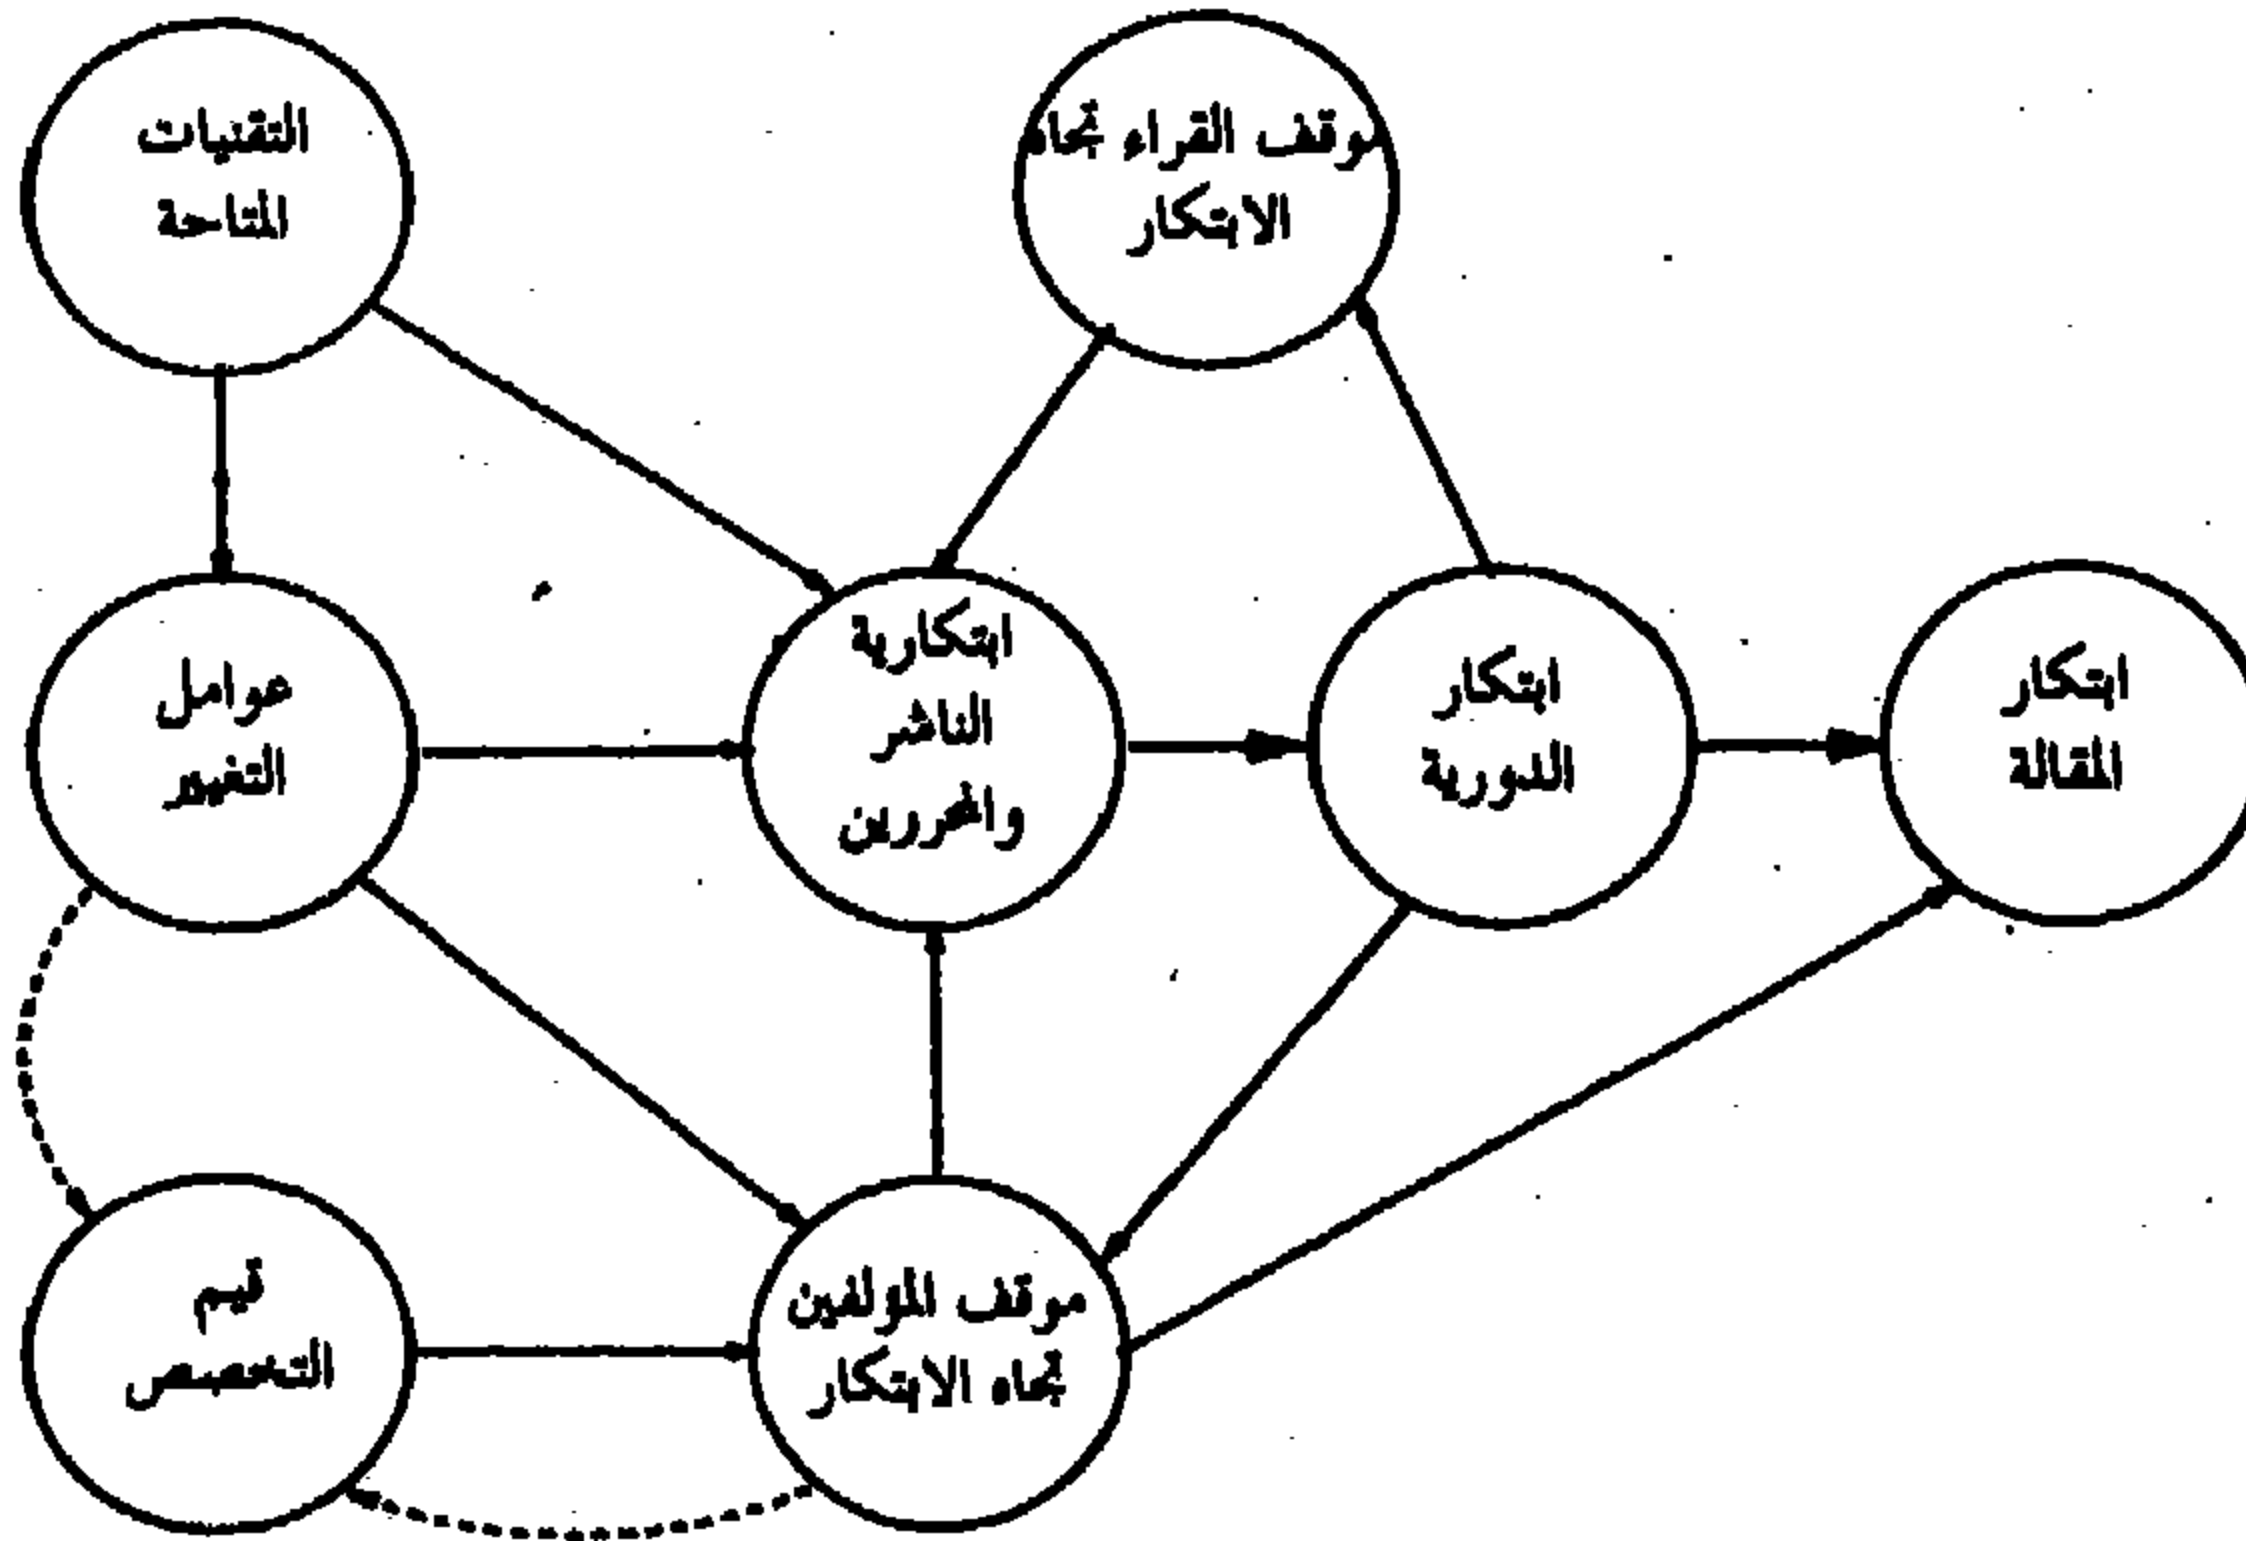 التقنيات
المتاحة
موقف القراء تجاه
الابتكار
عوامل
التغيير
ابتكارية
الناشر
والمحررين
ابتكار
الدورية
ابتكار
المقالة
قيم
التخصص
موقف المؤلفين
تجاه الابتكار